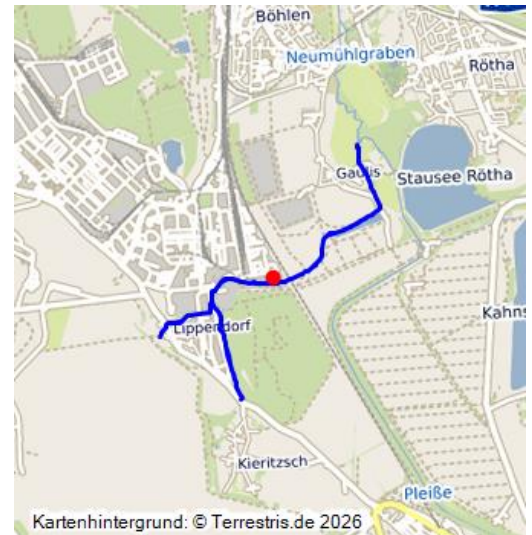 Böhlen
Neumühlgraben
Rötha
Gaulis
Stausee Rötha
Kahns
Lippendorf
Kieritzsch
Pleiße
Kartenhintergrund: © Terrestris.de 2026